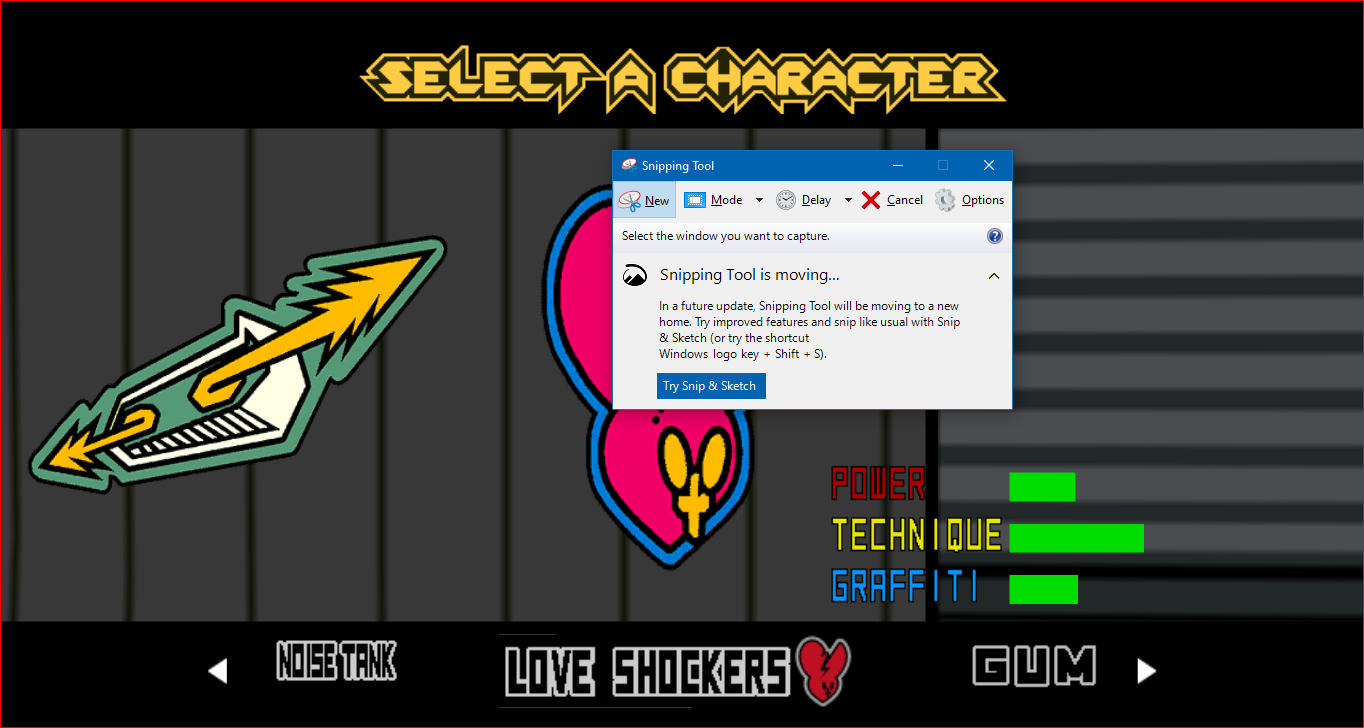 SELECT A CHARACTER
Snipping Tool
New Mode Delay Cancel Options
Select the window you want to capture.
?
Snipping Tool is moving...
In a future update, Snipping Tool will be moving to a new
home. Try improved features and snip like usual with Snip
& Sketch (or try the shortcut
Windows logo key + Shift + S).
Try Snip & Sketch
POWER
TECHNIQUE
GRAFFITI
NOISE TANK
LOVE SHOCKERS
GUM